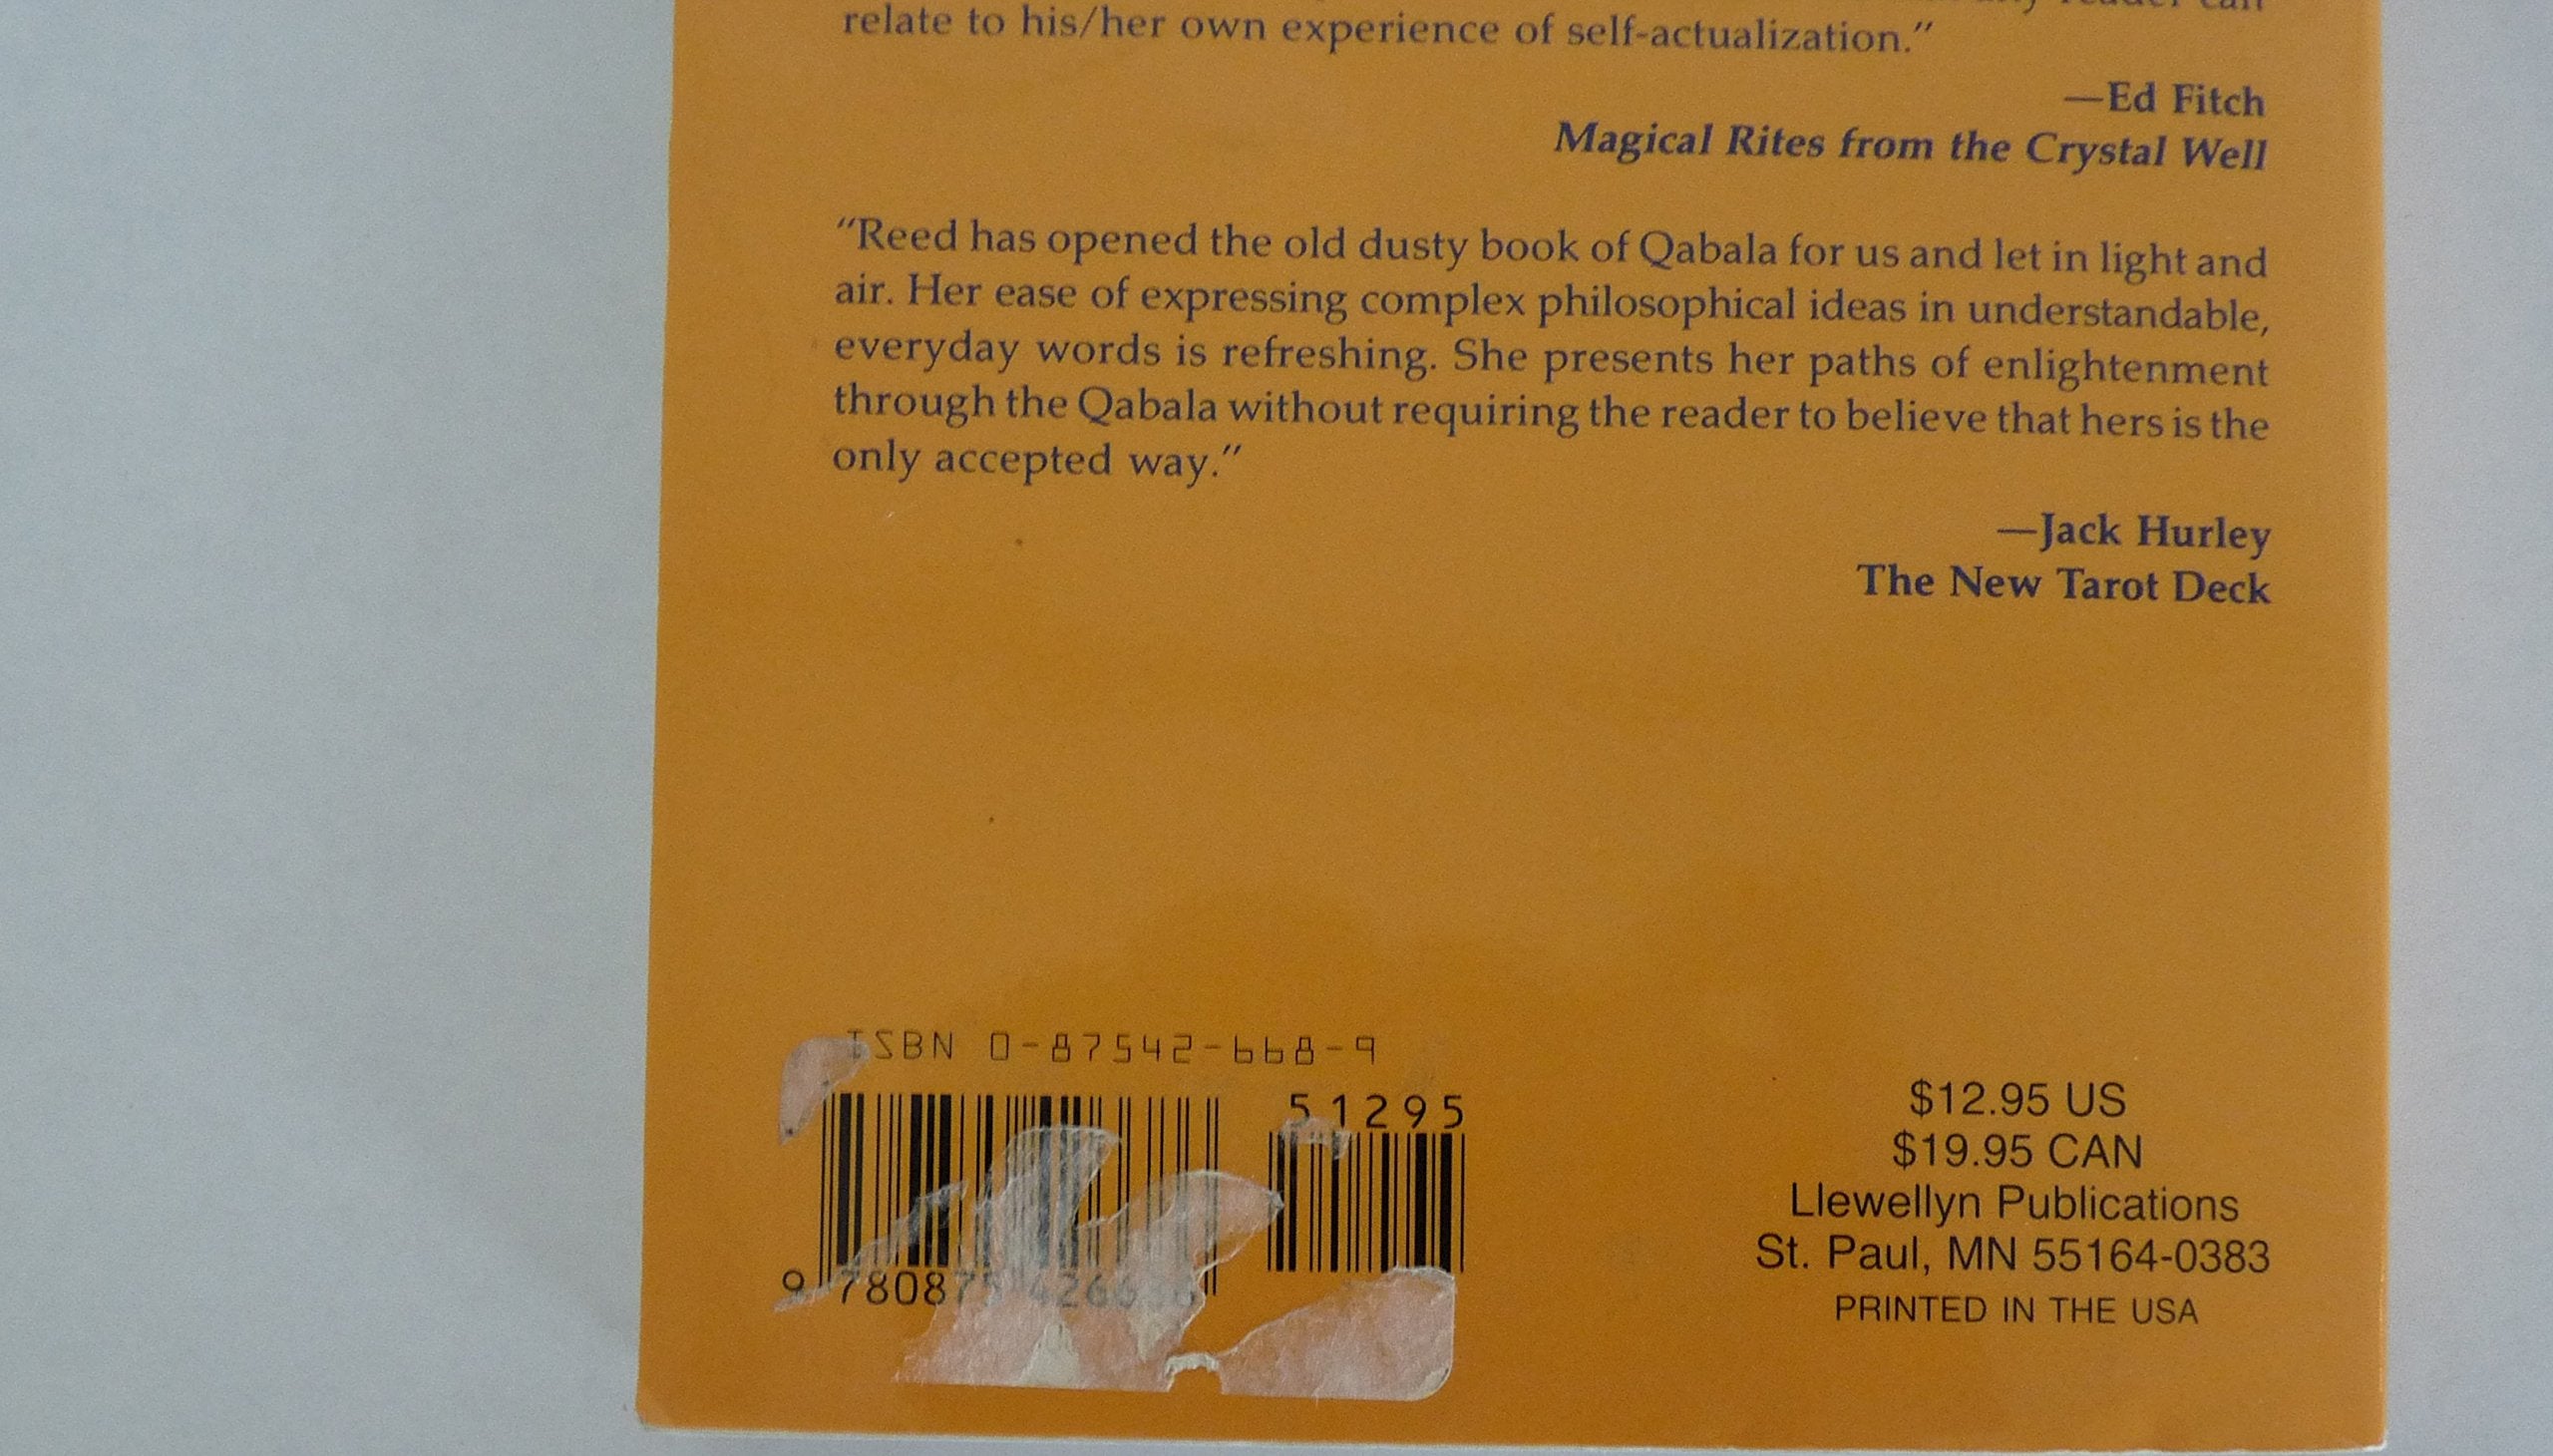 relate to his/her own experience of self-actualization.”
—Ed Fitch
Magical Rites from the Crystal Well
“Reed has opened the old dusty book of Qabala for us and let in light and
air. Her ease of expressing complex philosophical ideas in understandable,
everyday words is refreshing. She presents her paths of enlightenment
through the Qabala without requiring the reader to believe that hers is the
only accepted way.”
—Jack Hurley
The New Tarot Deck
ISBN 0-87542-668-9
51295
$12.95 US
$19.95 CAN
Llewellyn Publications
St. Paul, MN 55164-0383
PRINTED IN THE USA